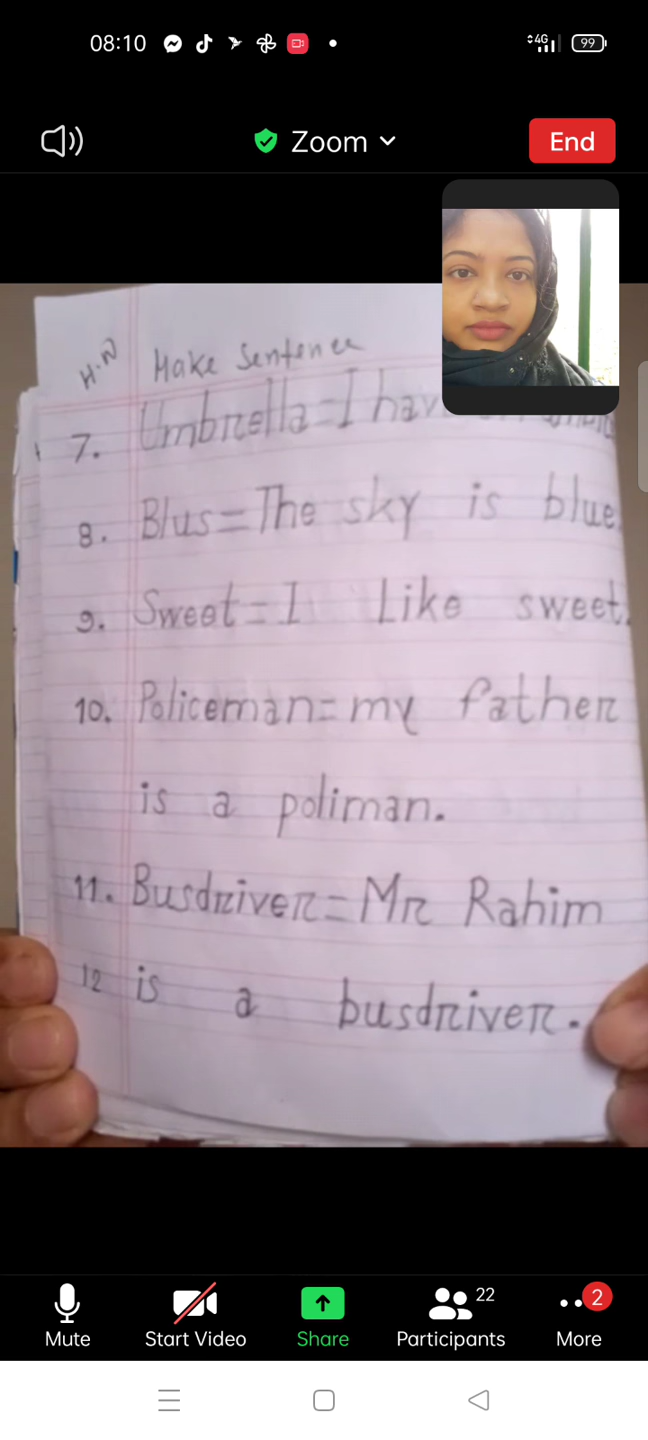 08:10
4G
99
Zoom
End
H.W Make Sentence
7. Umbrella=I hav
8. Blus=The sky is blue.
9. Sweet=I Like sweet.
10. Policeman=my father
is a poliman.
11. Busdriver=Mr Rahim
12 is a busdriver.
Mute
Start Video
Share
22
Participants
2
More